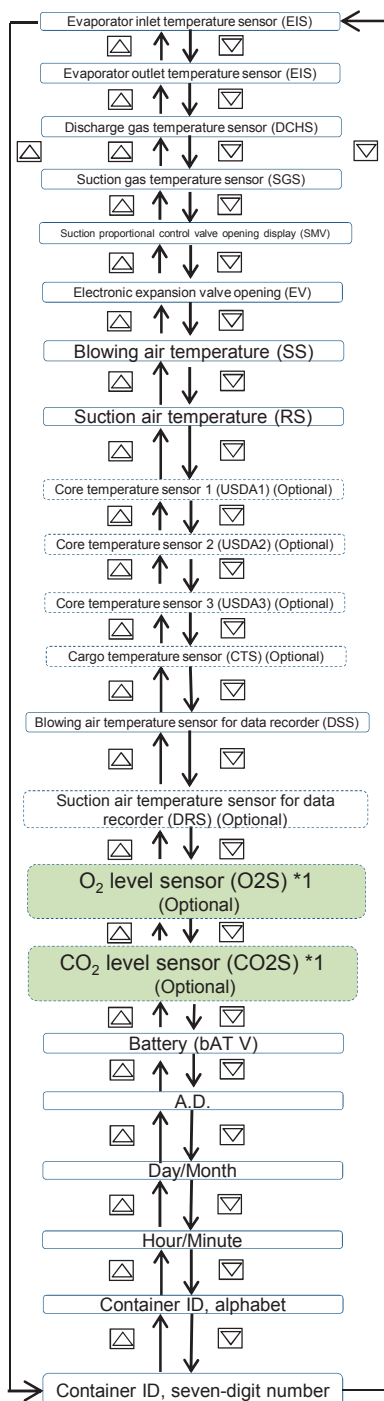 Evaporator inlet temperature sensor (EIS)
Evaporator outlet temperature sensor (EIS)
Discharge gas temperature sensor (DCHS)
Suction gas temperature sensor (SGS)
Suction proportional control valve opening display (SMV)
Electronic expansion valve opening (EV)
Blowing air temperature (SS)
Suction air temperature (RS)
Core temperature sensor 1 (USDA1) (Optional)
Core temperature sensor 2 (USDA2) (Optional)
Core temperature sensor 3 (USDA3) (Optional)
Cargo temperature sensor (CTS) (Optional)
Blowing air temperature sensor for data recorder (DSS)
Suction air temperature sensor for data
recorder (DRS) (Optional)
O₂ level sensor (O2S) *1
(Optional)
CO₂ level sensor (CO2S) *1
(Optional)
Battery (bAT V)
A.D.
Day/Month
Hour/Minute
Container ID, alphabet
Container ID, seven-digit number